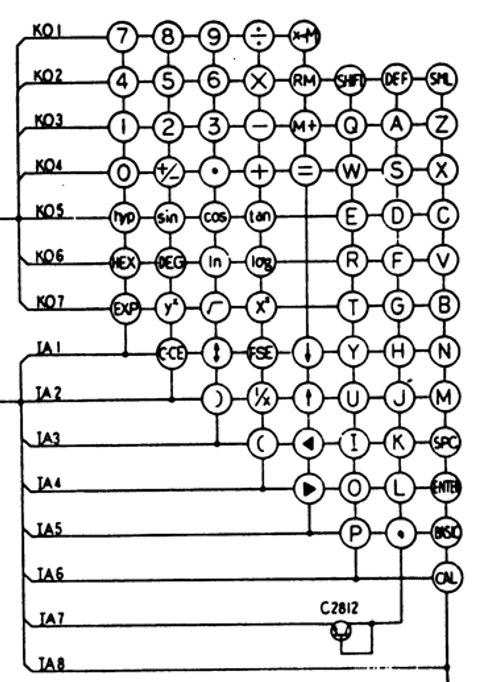 KO1 7 8 9 ÷ x→M
KO2 4 5 6 × RM SHIFT DEF SML
KO3 1 2 3 − M+ Q A Z
KO4 0 +/− • + = W S X
KO5 hyp sin cos tan E D C
KO6 HEX DEG ln log R F V
KO7 EXP yˣ √ x² T G B
IA1 C·CE ↕ FSE ↓ Y H N
IA2 ) 1/x ↑ U J M
IA3 ( ◀ I K SPC
IA4 ▶ O L ENTER
IA5 P • BASIC
IA6 CAL
IA7 C2812
IA8